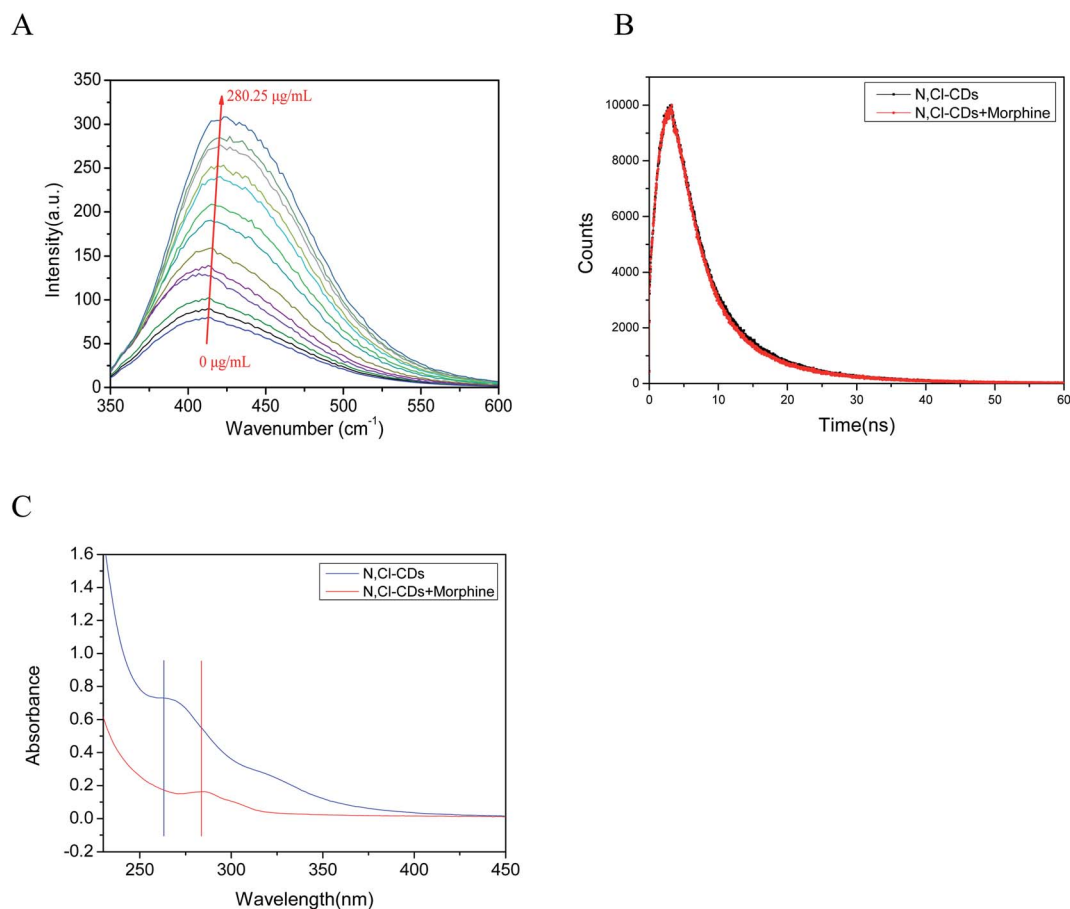 A
350
300
250
200
150
100
50
0
Intensity(a.u.)
280.25 μg/mL
0 μg/mL
350
400
450
500
550
600
Wavenumber (cm⁻¹)
B
N,Cl-CDs
N,Cl-CDs+Morphine
10000
8000
6000
4000
2000
0
Counts
0
10
20
30
40
50
60
Time(ns)
C
1.6
1.4
1.2
1.0
0.8
0.6
0.4
0.2
0.0
-0.2
Absorbance
N,Cl-CDs
N,Cl-CDs+Morphine
250
300
350
400
450
Wavelength(nm)